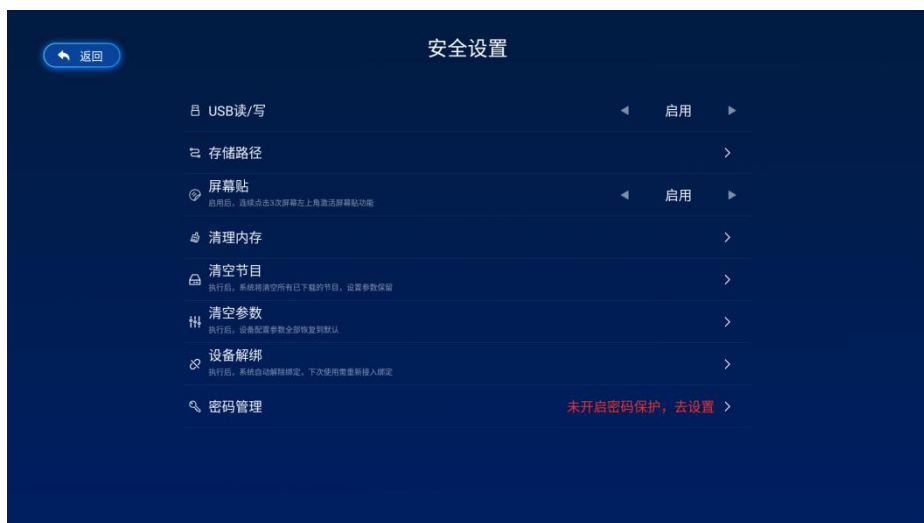 返回
安全设置
USB读/写
启用
存储路径
屏幕贴
启用后，连续点击3次屏幕左上角激活屏幕贴功能
启用
清理内存
清空节目
执行后，系统将清空所有已下载的节目，设置参数保留
清空参数
执行后，设备配置参数全部恢复到默认
设备解绑
执行后，系统自动解除绑定，下次使用需重新接入绑定
密码管理
未开启密码保护，去设置